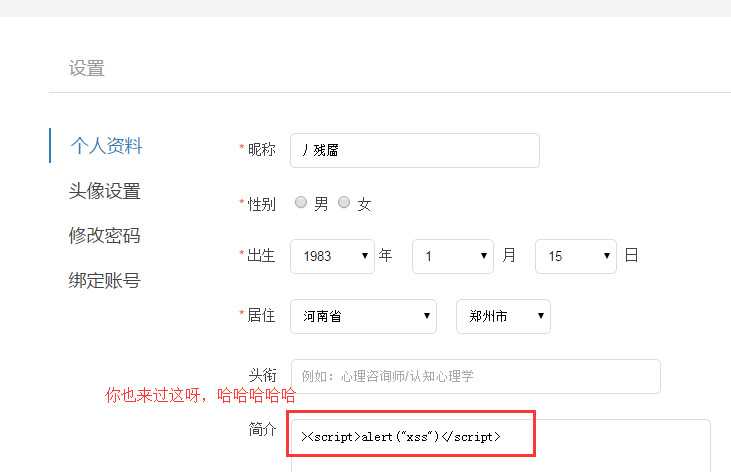 设置
个人资料
头像设置
修改密码
绑定账号
* 昵称 丿残靥
* 性别 男 女
* 出生 1983 年 1 月 15 日
* 居住 河南省 郑州市
头衔 例如：心理咨询师/认知心理学
你也来过这呀，哈哈哈哈哈
简介 ><script>alert("xss")</script>